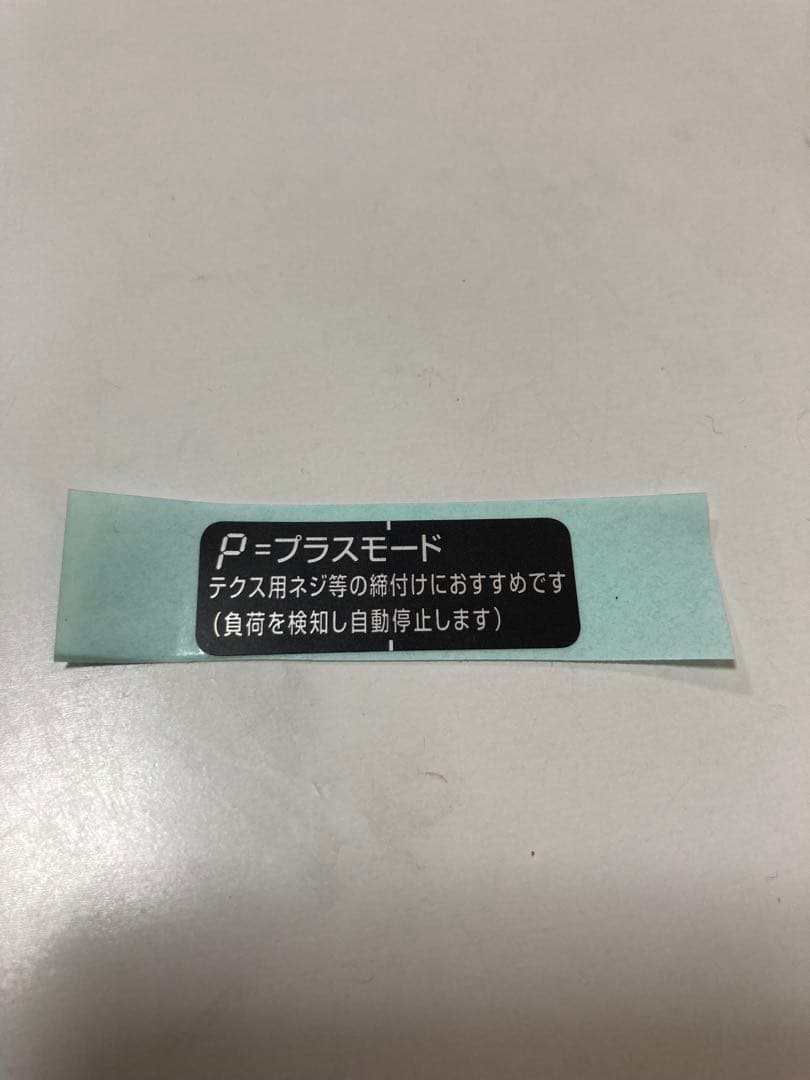 P=プラスモード
テクス用ネジ等の締付けにおすすめです
(負荷を検知し自動停止します)